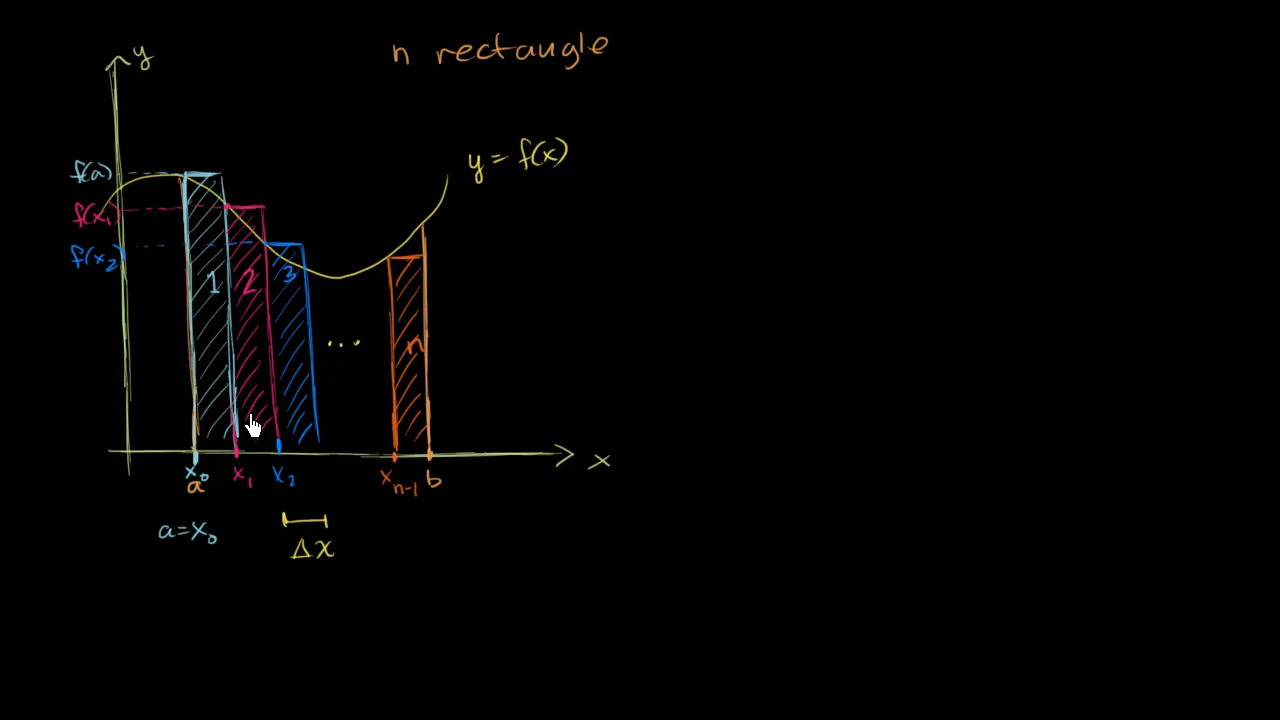 n rectangle
y
y = f(x)
f(a)
f(x₁)
f(x₂)
1 2 3 ... n
x
x₀ x₁ x₂ xₙ₋₁ b
a
a = x₀
Δx